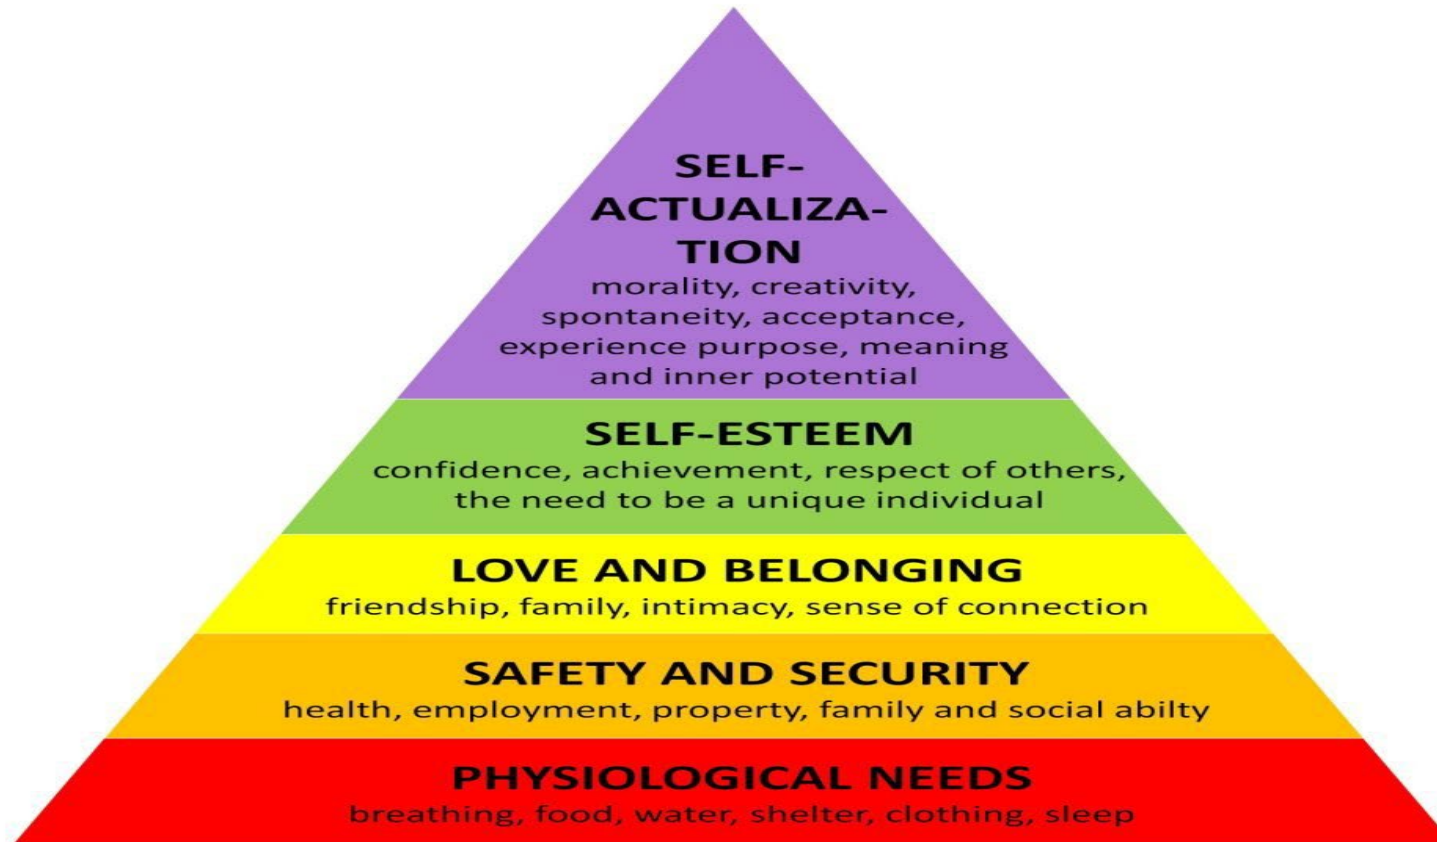 SELF-
ACTUALIZA-
TION
morality, creativity,
spontaneity, acceptance,
experience purpose, meaning
and inner potential
SELF-ESTEEM
confidence, achievement, respect of others,
the need to be a unique individual
LOVE AND BELONGING
friendship, family, intimacy, sense of connection
SAFETY AND SECURITY
health, employment, property, family and social abilty
PHYSIOLOGICAL NEEDS
breathing, food, water, shelter, clothing, sleep